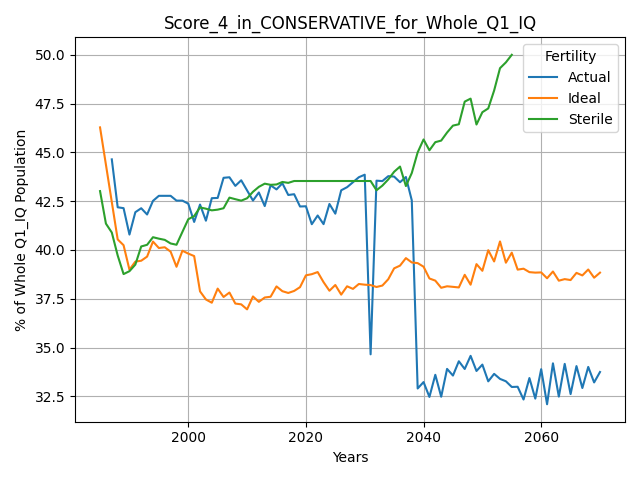 Score_4_in_CONSERVATIVE_for_Whole_Q1_IQ
% of Whole Q1_IQ Population
50.0
47.5
45.0
42.5
40.0
37.5
35.0
32.5
Fertility
Actual
Ideal
Sterile
2000
2020
2040
2060
Years